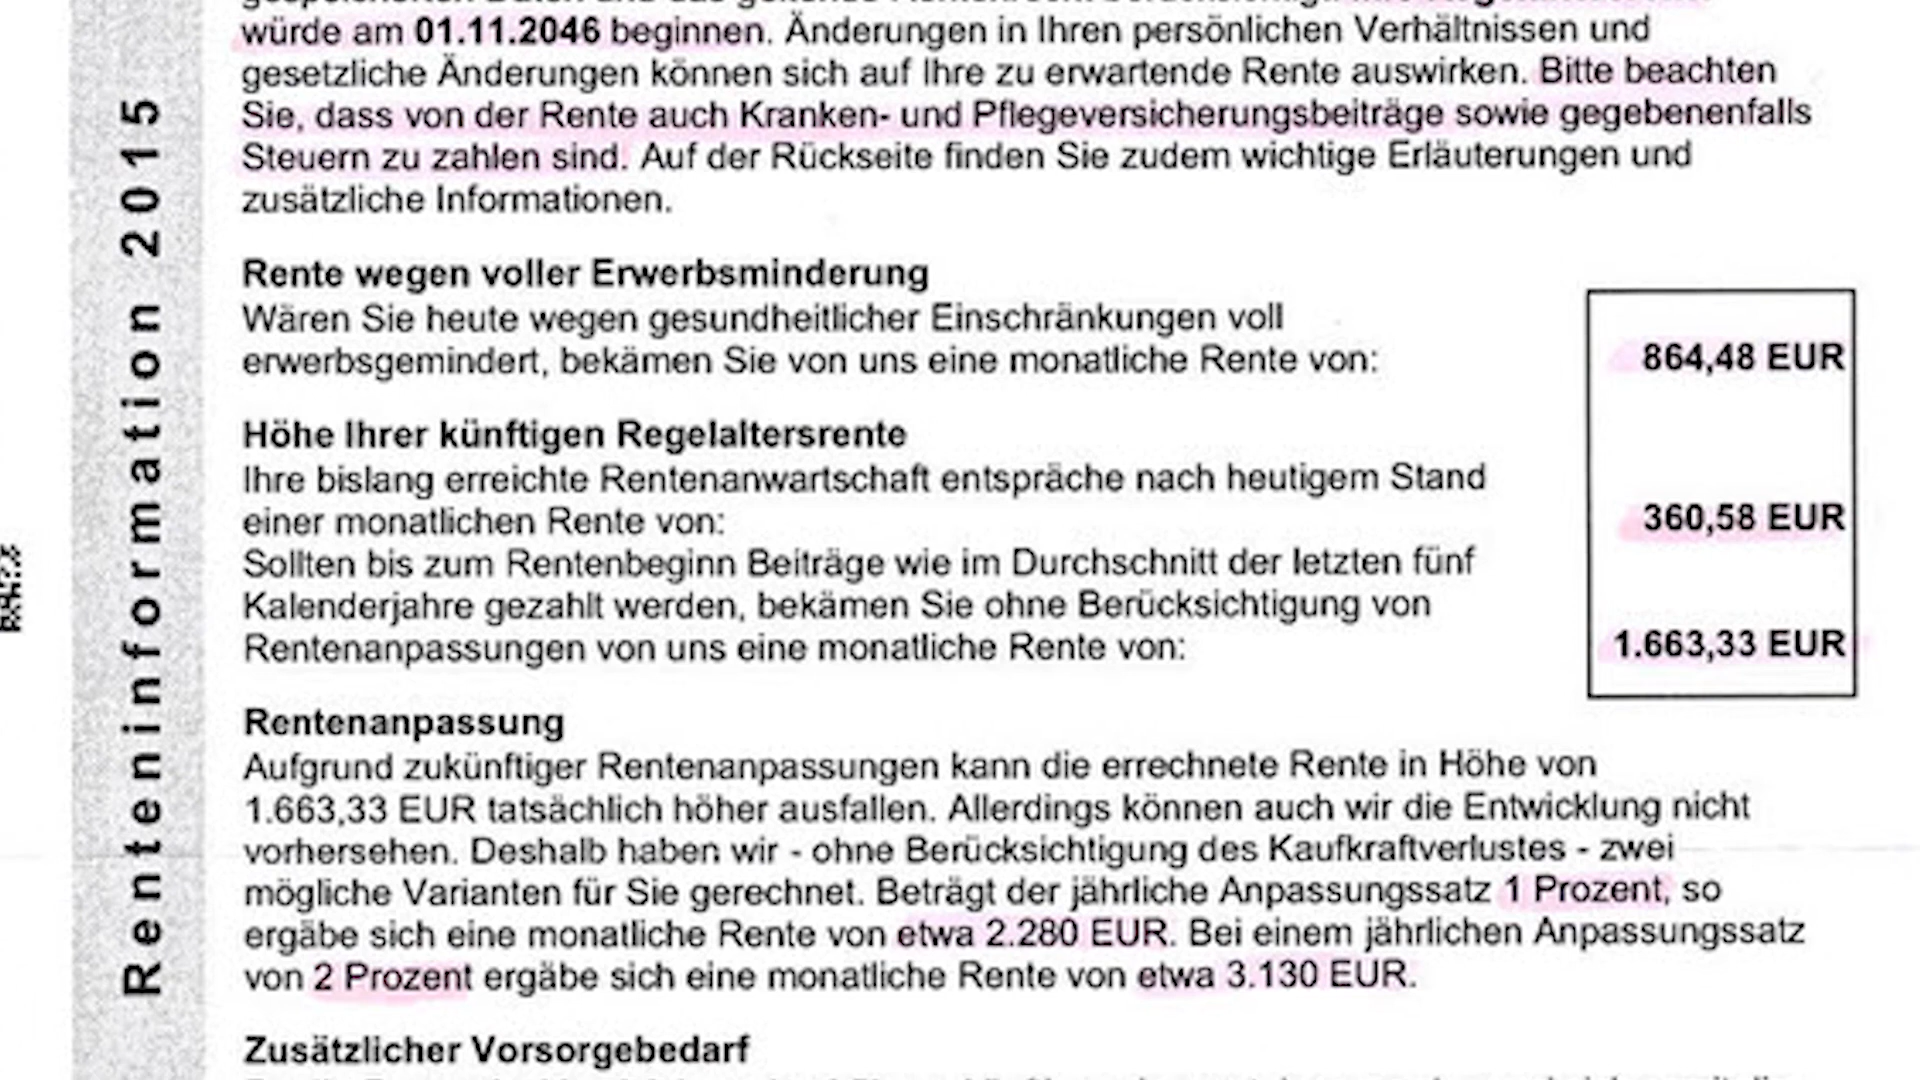 würde am 01.11.2046 beginnen. Änderungen in Ihren persönlichen Verhältnissen und
gesetzliche Änderungen können sich auf Ihre zu erwartende Rente auswirken. Bitte beachten
Sie, dass von der Rente auch Kranken- und Pflegeversicherungsbeiträge sowie gegebenenfalls
Steuern zu zahlen sind. Auf der Rückseite finden Sie zudem wichtige Erläuterungen und
zusätzliche Informationen.
Rente wegen voller Erwerbsminderung
Wären Sie heute wegen gesundheitlicher Einschränkungen voll
erwerbsgemindert, bekämen Sie von uns eine monatliche Rente von:
864,48 EUR
Höhe Ihrer künftigen Regelaltersrente
Ihre bislang erreichte Rentenanwartschaft entspräche nach heutigem Stand
einer monatlichen Rente von:
360,58 EUR
Sollten bis zum Rentenbeginn Beiträge wie im Durchschnitt der letzten fünf
Kalenderjahre gezahlt werden, bekämen Sie ohne Berücksichtigung von
Rentenanpassungen von uns eine monatliche Rente von:
1.663,33 EUR
Rentenanpassung
Aufgrund zukünftiger Rentenanpassungen kann die errechnete Rente in Höhe von
1.663,33 EUR tatsächlich höher ausfallen. Allerdings können auch wir die Entwicklung nicht
vorhersehen. Deshalb haben wir - ohne Berücksichtigung des Kaufkraftverlustes - zwei
mögliche Varianten für Sie gerechnet. Beträgt der jährliche Anpassungssatz 1 Prozent, so
ergäbe sich eine monatliche Rente von etwa 2.280 EUR. Bei einem jährlichen Anpassungssatz
von 2 Prozent ergäbe sich eine monatliche Rente von etwa 3.130 EUR.
Zusätzlicher Vorsorgebedarf
Renteninformation 2015